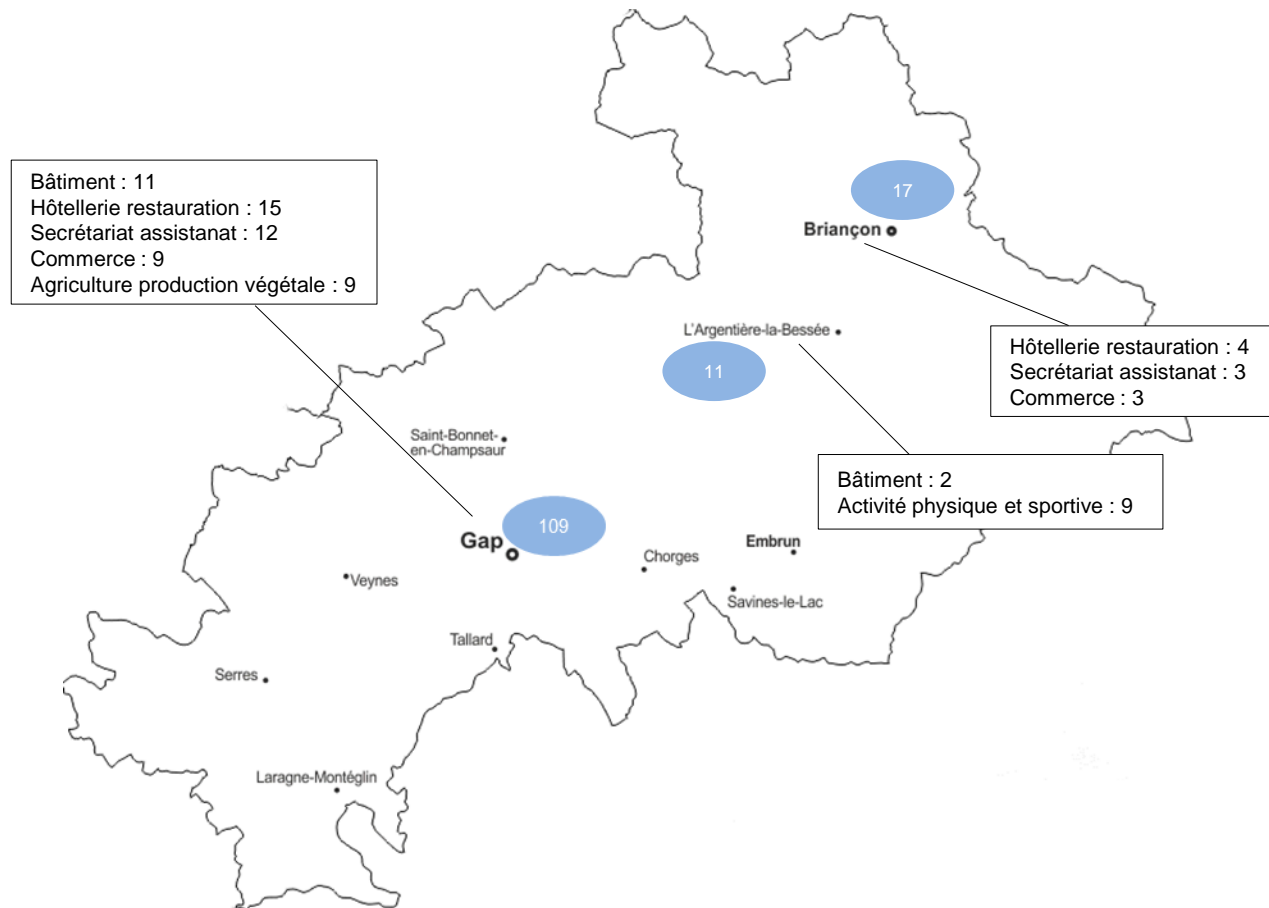 17
Briançon
Bâtiment : 11
Hôtellerie restauration : 15
Secrétariat assistanat : 12
Commerce : 9
Agriculture production végétale : 9
L'Argentière-la-Bessée
11
Hôtellerie restauration : 4
Secrétariat assistanat : 3
Commerce : 3
Saint-Bonnet-
en-Champsaur
Bâtiment : 2
Activité physique et sportive : 9
109
Gap
Embrun
Chorges
Veynes
Savines-le-Lac
Tallard
Serres
Laragne-Montéglin